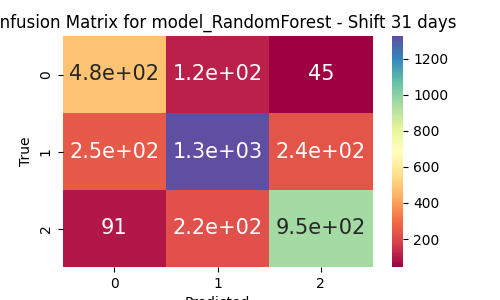 nfusion Matrix for model_RandomForest - Shift 31 days
0 4.8e+02 1.2e+02 45
1 2.5e+02 1.3e+03 2.4e+02
2 91 2.2e+02 9.5e+02
0 1 2
Predicted
True
1200
1000
800
600
400
200